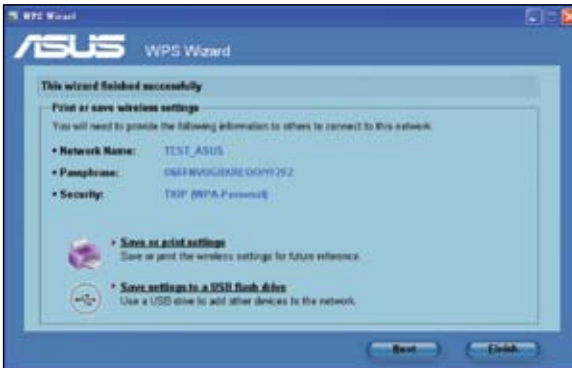 WPS Wizard
ASUS WPS Wizard
This wizard finished successfully
Print or save wireless settings
You will need to provide the following information to others to connect to this network.
• Network Name: TEST_ASUS
• Passphrase:
• Security: TKIP (WPA-Personal)
Save or print settings
Save or print the wireless settings for future reference.
Save settings to a USB flash drive
Use a USB drive to add other devices to the network.
Next Finish